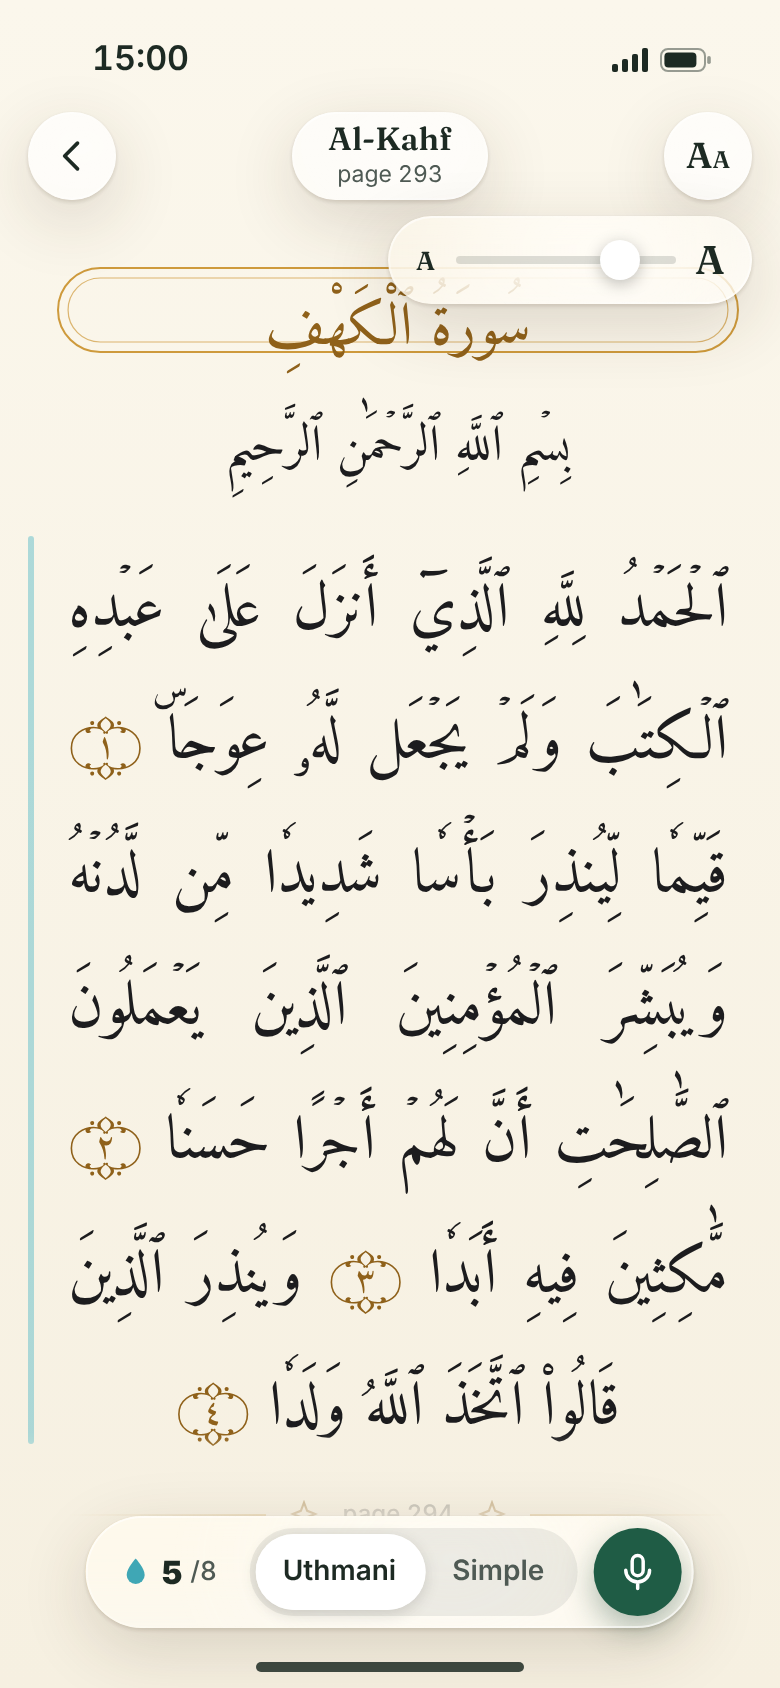 15:00
Al-Kahf
page 293
AA
A A
سورَةُ ٱلْكَهْفِ
بِسۡمِ ٱللَّهِ ٱلرَّحۡمَٰنِ ٱلرَّحِيمِ
ٱلۡحَمۡدُ لِلَّهِ ٱلَّذِيٓ أَنزَلَ عَلَىٰ عَبۡدِهِ
ٱلۡكِتَٰبَ وَلَمۡ يَجۡعَل لَّهُۥ عِوَجَاۜ ١
قَيِّمٗا لِّيُنذِرَ بَأۡسٗا شَدِيدٗا مِّن لَّدُنۡهُ
وَيُبَشِّرَ ٱلۡمُؤۡمِنِينَ ٱلَّذِينَ يَعۡمَلُونَ
ٱلصَّٰلِحَٰتِ أَنَّ لَهُمۡ أَجۡرًا حَسَنٗا ٢
مَّٰكِثِينَ فِيهِ أَبَدٗا ٣ وَيُنذِرَ ٱلَّذِينَ
قَالُواْ ٱتَّخَذَ ٱللَّهُ وَلَدٗا ٤
page 294
5 /8 Uthmani Simple